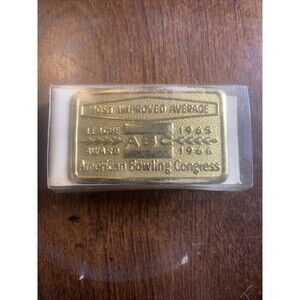 MOST IMPROVED AVERAGE
LEAGUE 1965
ABC
AWARD 1966
American Bowling Congress